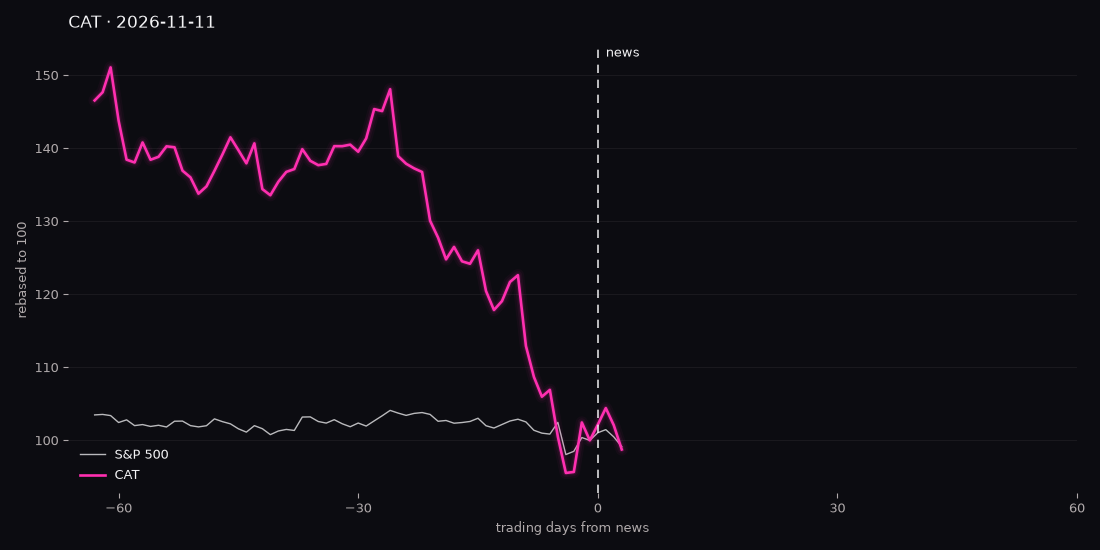 CAT · 2026-11-11
news
150
140
130
120
110
100
rebased to 100
S&P 500
CAT
−60
−30
0
30
60
trading days from news